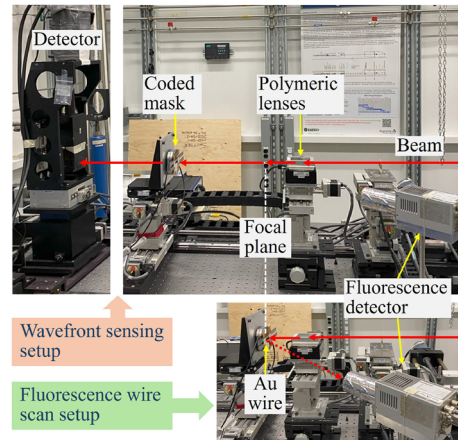 Detector
Coded
mask
Polymeric
lenses
Beam
Focal
plane
Fluorescence
detector
Wavefront sensing
setup
Fluorescence wire
scan setup
Au
wire